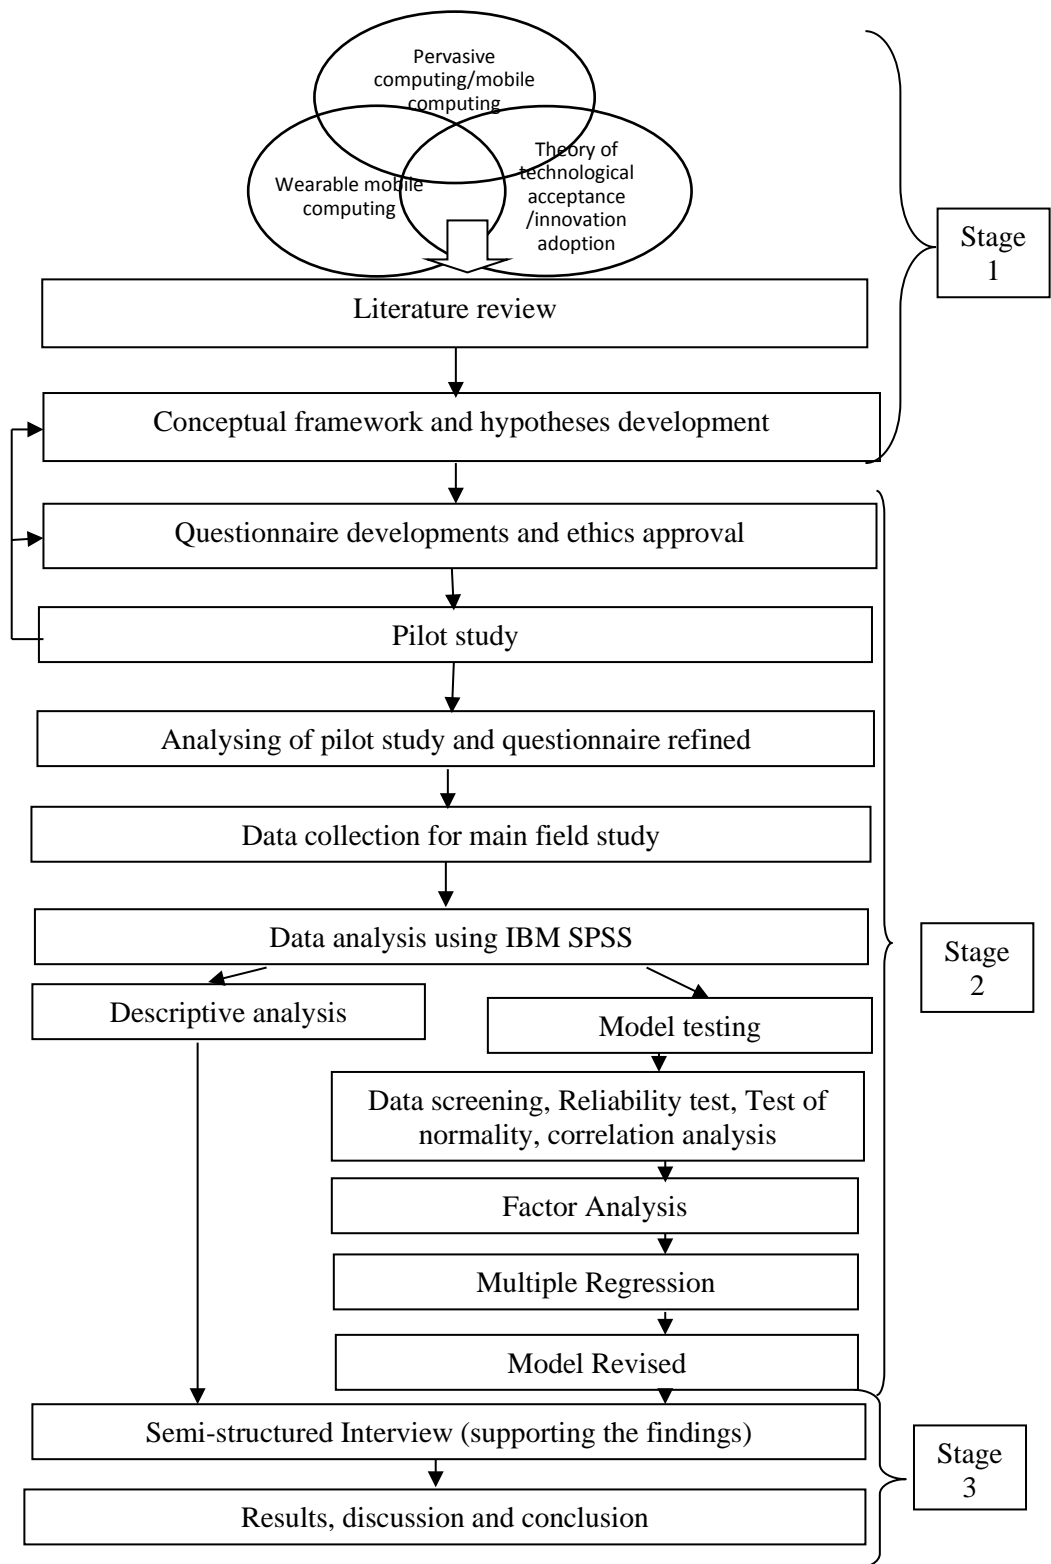 Pervasive
computing/mobile
computing
Wearable mobile
computing
Theory of
technological
acceptance
/innovation
adoption
Stage
1
Literature review
Conceptual framework and hypotheses development
Questionnaire developments and ethics approval
Pilot study
Analysing of pilot study and questionnaire refined
Data collection for main field study
Data analysis using IBM SPSS
Stage
2
Descriptive analysis
Model testing
Data screening, Reliability test, Test of
normality, correlation analysis
Factor Analysis
Multiple Regression
Model Revised
Semi-structured Interview (supporting the findings)
Stage
3
Results, discussion and conclusion